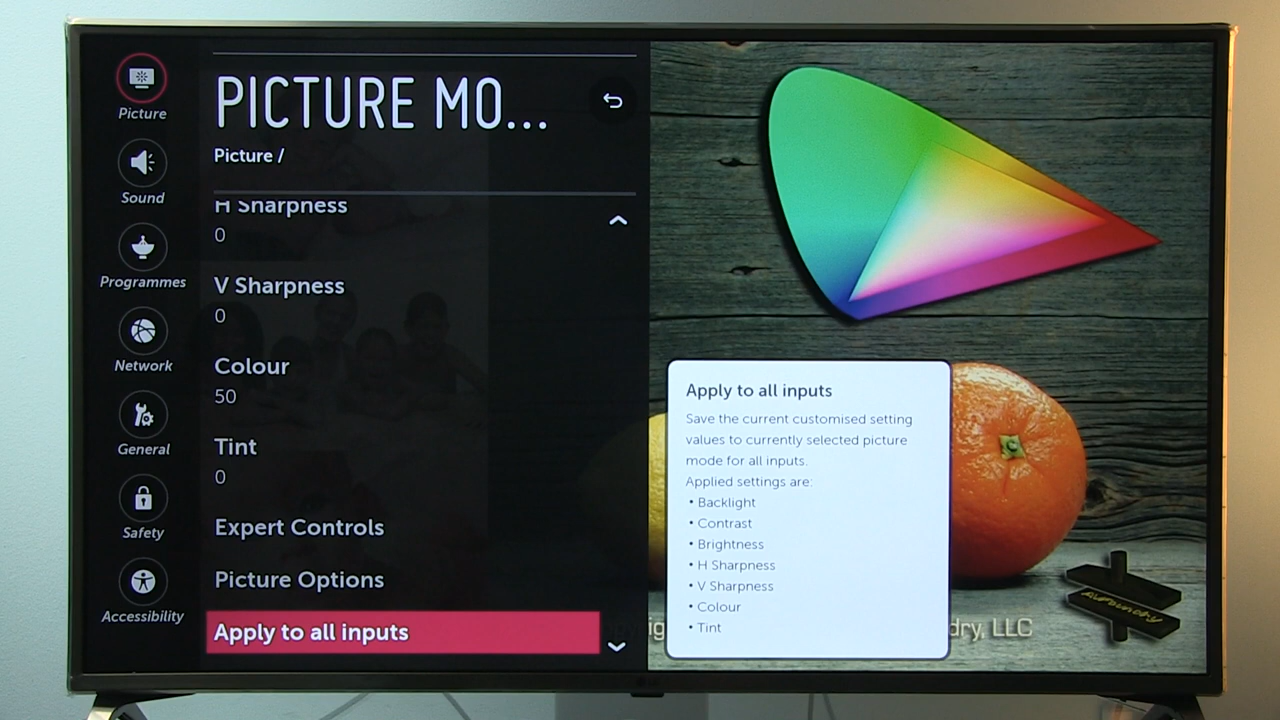 Picture
Sound
Programmes
Network
General
Safety
Accessibility
PICTURE MO...
Picture /
H Sharpness
0
V Sharpness
0
Colour
50
Tint
0
Expert Controls
Picture Options
Apply to all inputs
Apply to all inputs
Save the current customised setting
values to currently selected picture
mode for all inputs.
Applied settings are:
• Backlight
• Contrast
• Brightness
• H Sharpness
• V Sharpness
• Colour
• Tint
dry, LLC
LG